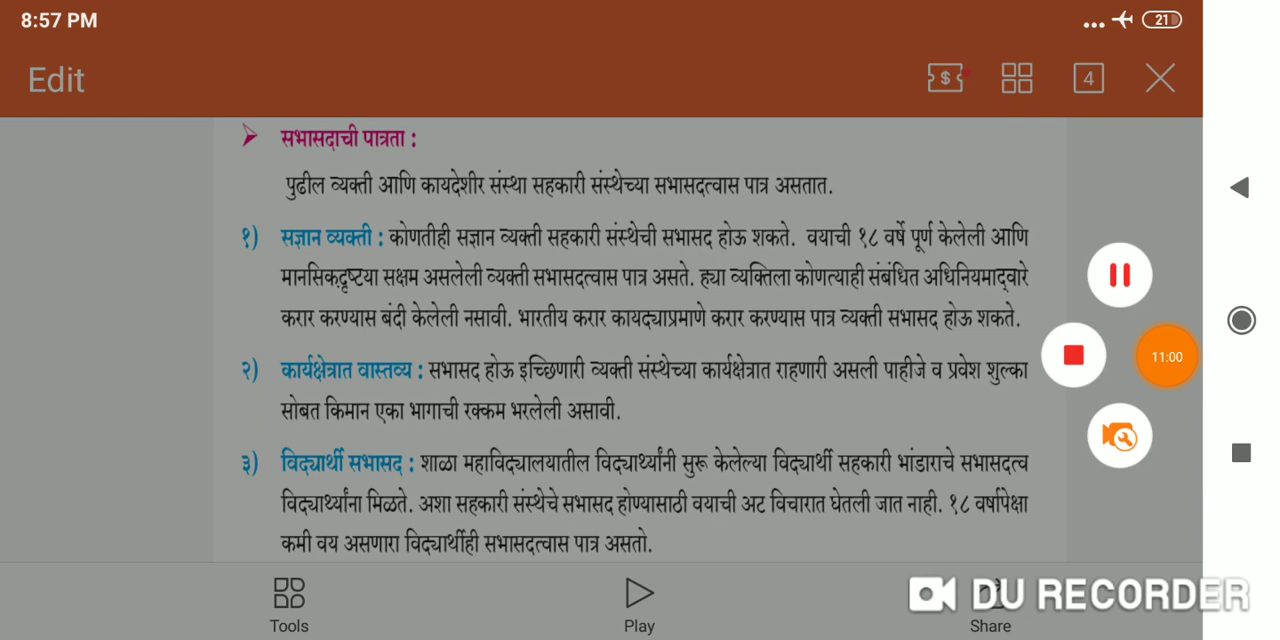 8:57 PM
21
Edit
$
4
सभासदाची पात्रता :
पुढील व्यक्ती आणि कायदेशीर संस्था सहकारी संस्थेच्या सभासदत्वास पात्र असतात.
१) सज्ञान व्यक्ती : कोणतीही सज्ञान व्यक्ती सहकारी संस्थेची सभासद होऊ शकते. वयाची १८ वर्षे पूर्ण केलेली आणि
मानसिकदृष्ट्या सक्षम असलेली व्यक्ती सभासदत्वास पात्र असते. ह्या व्यक्तिला कोणत्याही संबंधित अधिनियमाद्वारे
करार करण्यास बंदी केलेली नसावी. भारतीय करार कायद्याप्रमाणे करार करण्यास पात्र व्यक्ती सभासद होऊ शकते.
२) कार्यक्षेत्रात वास्तव्य : सभासद होऊ इच्छिणारी व्यक्ती संस्थेच्या कार्यक्षेत्रात राहणारी असली पाहीजे व प्रवेश शुल्का
सोबत किमान एका भागाची रक्कम भरलेली असावी.
३) विद्यार्थी सभासद : शाळा महाविद्यालयातील विद्यार्थ्यांनी सुरू केलेल्या विद्यार्थी सहकारी भांडाराचे सभासदत्व
विद्यार्थ्यांना मिळते. अशा सहकारी संस्थेचे सभासद होण्यासाठी वयाची अट विचारात घेतली जात नाही. १८ वर्षापेक्षा
कमी वय असणारा विद्यार्थीही सभासदत्वास पात्र असतो.
11:00
Tools
Play
Share
DU RECORDER